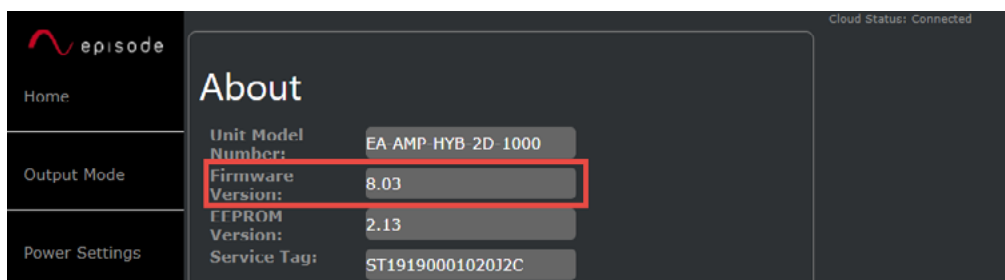 Cloud Status: Connected
episode
Home
Output Mode
Power Settings
About
Unit Model
Number:
EA-AMP-HYB-2D-1000
Firmware
Version:
8.03
EEPROM
Version:
2.13
Service Tag:
ST19190001020J2C